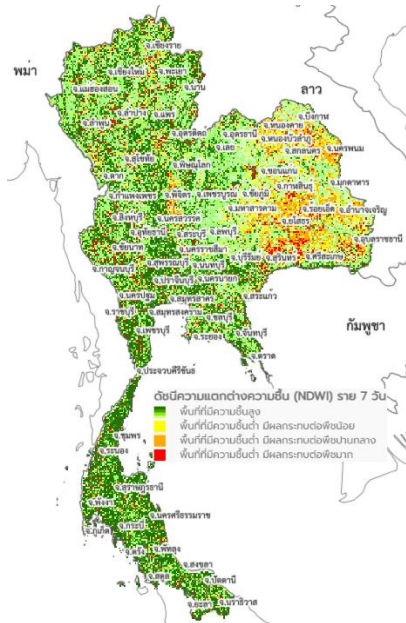 จ.เชียงราย
พม่า
จ.เชียงใหม่
จ.พะเยา
จ.น่าน
ลาว
จ.แม่ฮ่องสอน
จ.ลำปาง
จ.แพร่
จ.ลำพูน
จ.อุตรดิตถ์
จ.บึงกาฬ
จ.หนองคาย
จ.อุดรธานี
จ.หนองบัวลำภู
จ.เลย
จ.สกลนคร
จ.นครพนม
จ.สุโขทัย
จ.พิษณุโลก
จ.ตาก
จ.ขอนแก่น
จ.มุกดาหาร
จ.กำแพงเพชร
จ.พิจิตร
จ.เพชรบูรณ์
จ.ชัยภูมิ
จ.กาฬสินธุ์
จ.มหาสารคาม
จ.ร้อยเอ็ด
จ.อำนาจเจริญ
จ.สิงห์บุรี
จ.นครสวรรค์
จ.ยโสธร
จ.อุทัยธานี
จ.สระบุรี
จ.ลพบุรี
จ.อุบลราชธานี
จ.ชัยนาท
จ.นครราชสีมา
จ.บุรีรัมย์
จ.สุรินทร์
จ.ศรีสะเกษ
จ.กาญจนบุรี
จ.สุพรรณบุรี
จ.นนทบุรี
จ.ปราจีนบุรี
จ.นครนายก
จ.สระแก้ว
จ.นครปฐม
จ.สมุทรสาคร
จ.ราชบุรี
จ.สมุทรสงคราม
จ.ชลบุรี
กัมพูชา
จ.เพชรบุรี
จ.ระยอง
จ.จันทบุรี
จ.ตราด
จ.ประจวบคีรีขันธ์
ดัชนีความแตกต่างความชื้น (NDWI) ราย 7 วัน
พื้นที่ที่มีความชื้นสูง
พื้นที่ที่มีความชื้นต่ำ มีผลกระทบต่อพืชน้อย
พื้นที่ที่มีความชื้นต่ำ มีผลกระทบต่อพืชปานกลาง
พื้นที่ที่มีความชื้นต่ำ มีผลกระทบต่อพืชมาก
จ.ชุมพร
จ.ระนอง
จ.สุราษฎร์ธานี
จ.พังงา
จ.นครศรีธรรมราช
จ.ภูเก็ต
จ.กระบี่
จ.ตรัง
จ.พัทลุง
จ.สงขลา
จ.สตูล
จ.ปัตตานี
จ.ยะลา
จ.นราธิวาส